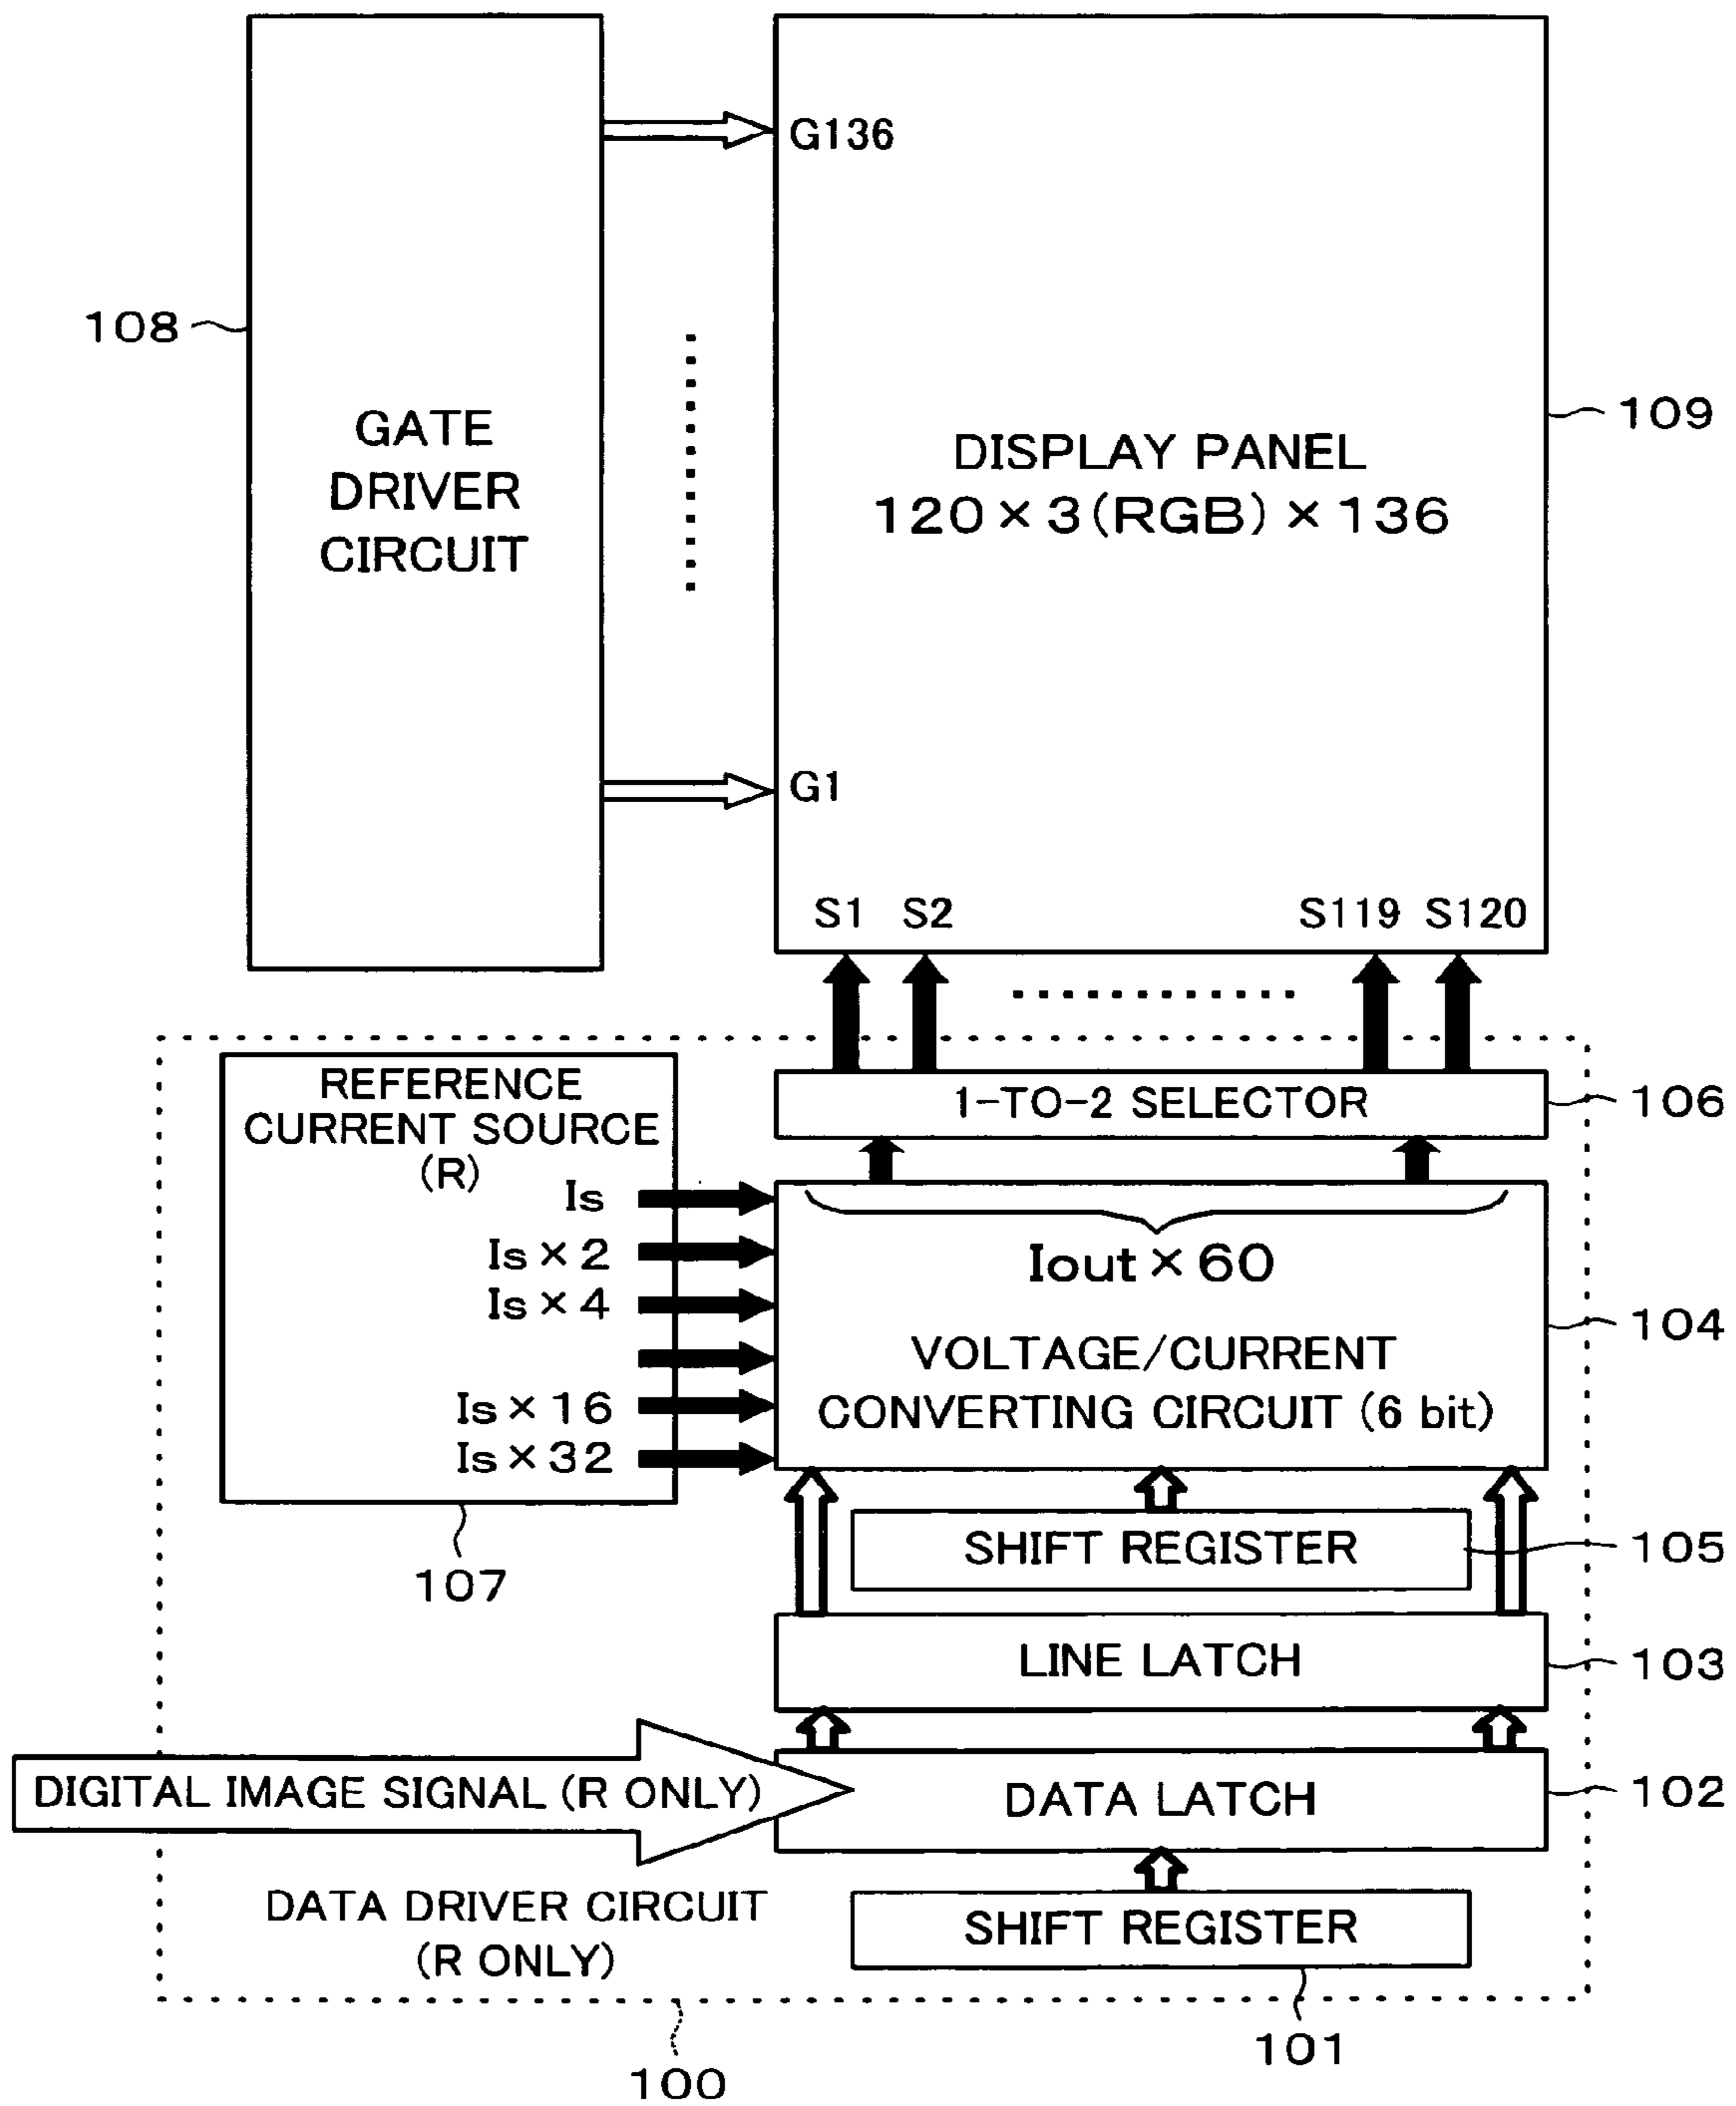 G136
108
GATE
DRIVER
CIRCUIT
109
DISPLAY PANEL
120×3(RGB)×136
G1
S1 S2 S119 S120
REFERENCE
CURRENT SOURCE
(R)
1-TO-2 SELECTOR
106
Is
Is×2
Is×4
Is×16
Is×32
Iout×60
VOLTAGE/CURRENT
CONVERTING CIRCUIT (6 bit)
104
107
SHIFT REGISTER
105
LINE LATCH
103
DIGITAL IMAGE SIGNAL (R ONLY)
DATA LATCH
102
DATA DRIVER CIRCUIT
(R ONLY)
SHIFT REGISTER
101
100